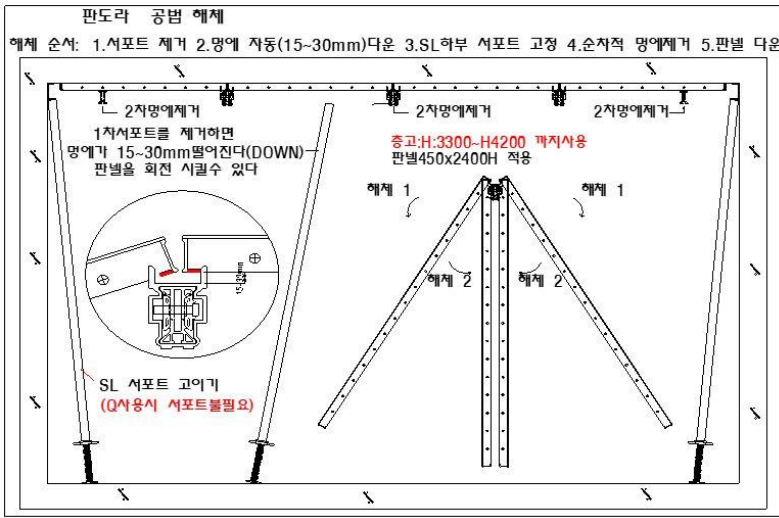 판도라 공법 해체
해체 순서: 1.서포트 제거 2.멍에 자동(15~30mm)다운 3.SL하부 서포트 고정 4.순차적 멍에제거 5.판넬 다운
2차멍에제거
2차멍에제거
2차멍에제거
1차서포트를 제거하면
멍에가 15~30mm떨어진다(DOWN)
판넬을 회전 시킬수 있다
층고:H:3300~H4200 까지사용
판넬450x2400H 적용
해체 1
해체 1
해체 2
해체 2
SL 서포트 고이기
(Q사용시 서포트불필요)